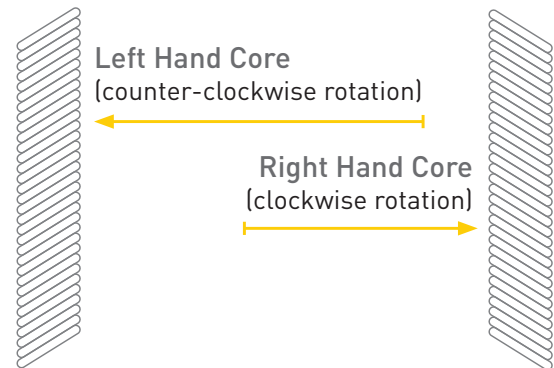 Left Hand Core
(counter-clockwise rotation)
Right Hand Core
(clockwise rotation)